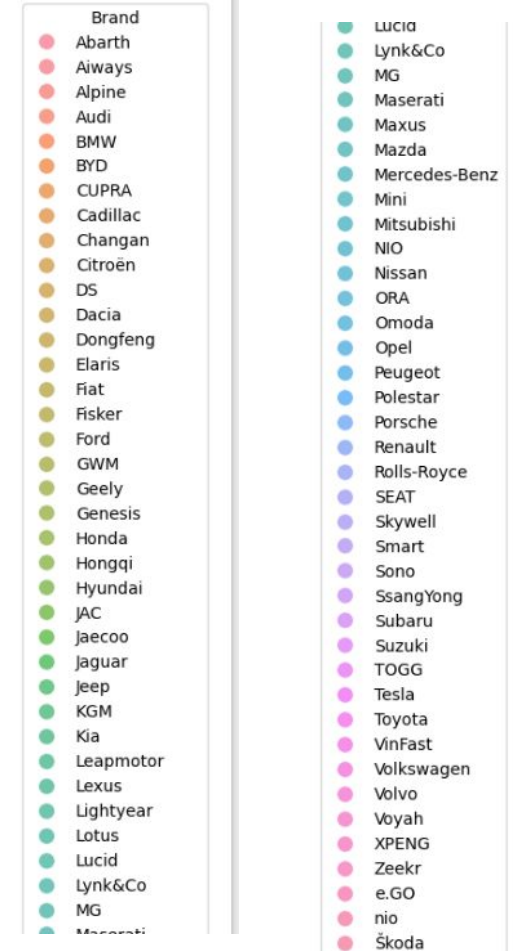 Brand
Abarth
Aiways
Alpine
Audi
BMW
BYD
CUPRA
Cadillac
Changan
Citroën
DS
Dacia
Dongfeng
Elaris
Fiat
Fisker
Ford
GWM
Geely
Genesis
Honda
Hongqi
Hyundai
JAC
Jaecoo
Jaguar
Jeep
KGM
Kia
Leapmotor
Lexus
Lightyear
Lotus
Lucid
Lynk&Co
MG
Maserati
Lucid
Lynk&Co
MG
Maserati
Maxus
Mazda
Mercedes-Benz
Mini
Mitsubishi
NIO
Nissan
ORA
Omoda
Opel
Peugeot
Polestar
Porsche
Renault
Rolls-Royce
SEAT
Skywell
Smart
Sono
SsangYong
Subaru
Suzuki
TOGG
Tesla
Toyota
VinFast
Volkswagen
Volvo
Voyah
XPENG
Zeekr
e.GO
nio
Škoda